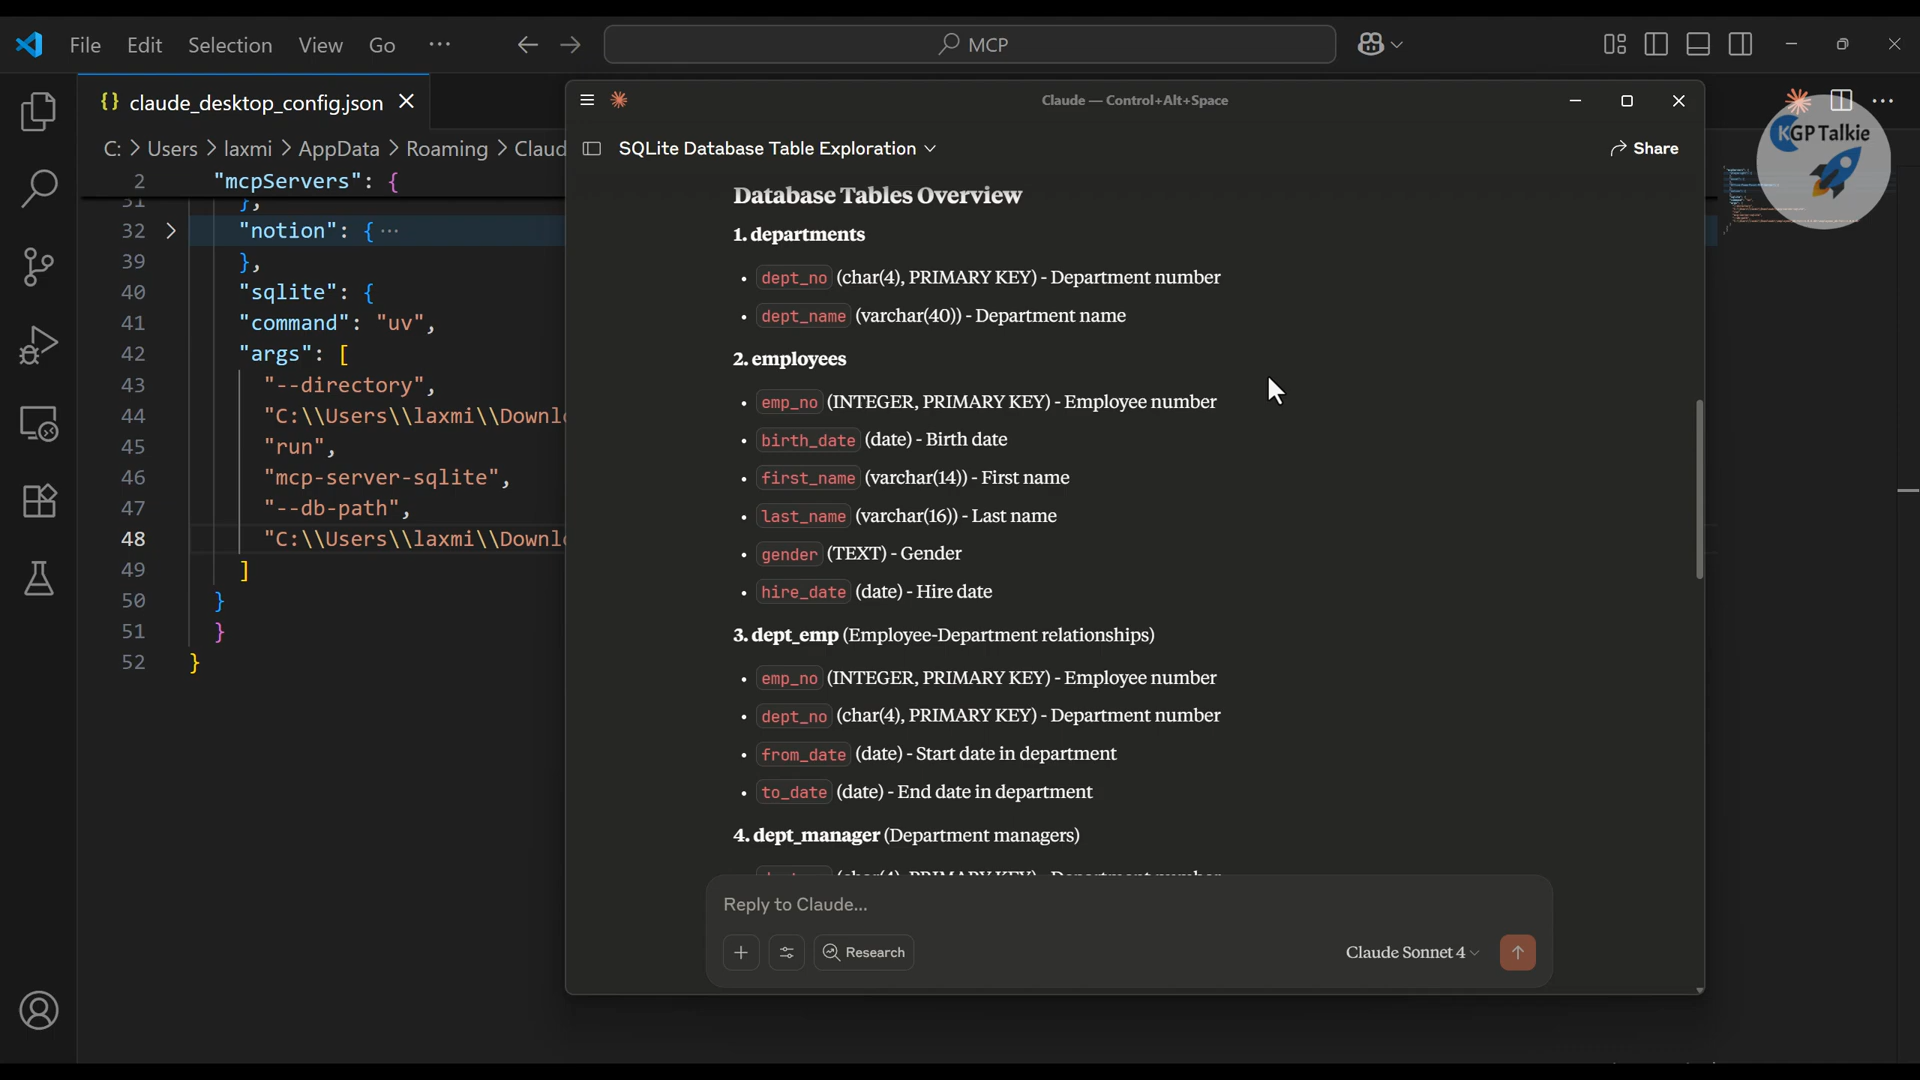 File Edit Selection View Go
MCP
claude_desktop_config.json
C: > Users > laxmi > AppData > Roaming > Claud
2 "mcpServers": {
31 },
32 "notion": { ...
39 },
40 "sqlite": {
41 "command": "uv",
42 "args": [
43 "--directory",
44 "C:\\Users\\laxmi\\Downl
45 "run",
46 "mcp-server-sqlite",
47 "--db-path",
48 "C:\\Users\\laxmi\\Downl
49 ]
50 }
51 }
52 }
Claude — Control+Alt+Space
SQLite Database Table Exploration
Share
Database Tables Overview
1. departments
• dept_no (char(4), PRIMARY KEY) - Department number
• dept_name (varchar(40)) - Department name
2. employees
• emp_no (INTEGER, PRIMARY KEY) - Employee number
• birth_date (date) - Birth date
• first_name (varchar(14)) - First name
• last_name (varchar(16)) - Last name
• gender (TEXT) - Gender
• hire_date (date) - Hire date
3. dept_emp (Employee-Department relationships)
• emp_no (INTEGER, PRIMARY KEY) - Employee number
• dept_no (char(4), PRIMARY KEY) - Department number
• from_date (date) - Start date in department
• to_date (date) - End date in department
4. dept_manager (Department managers)
Reply to Claude...
Research
Claude Sonnet 4
KGP Talkie